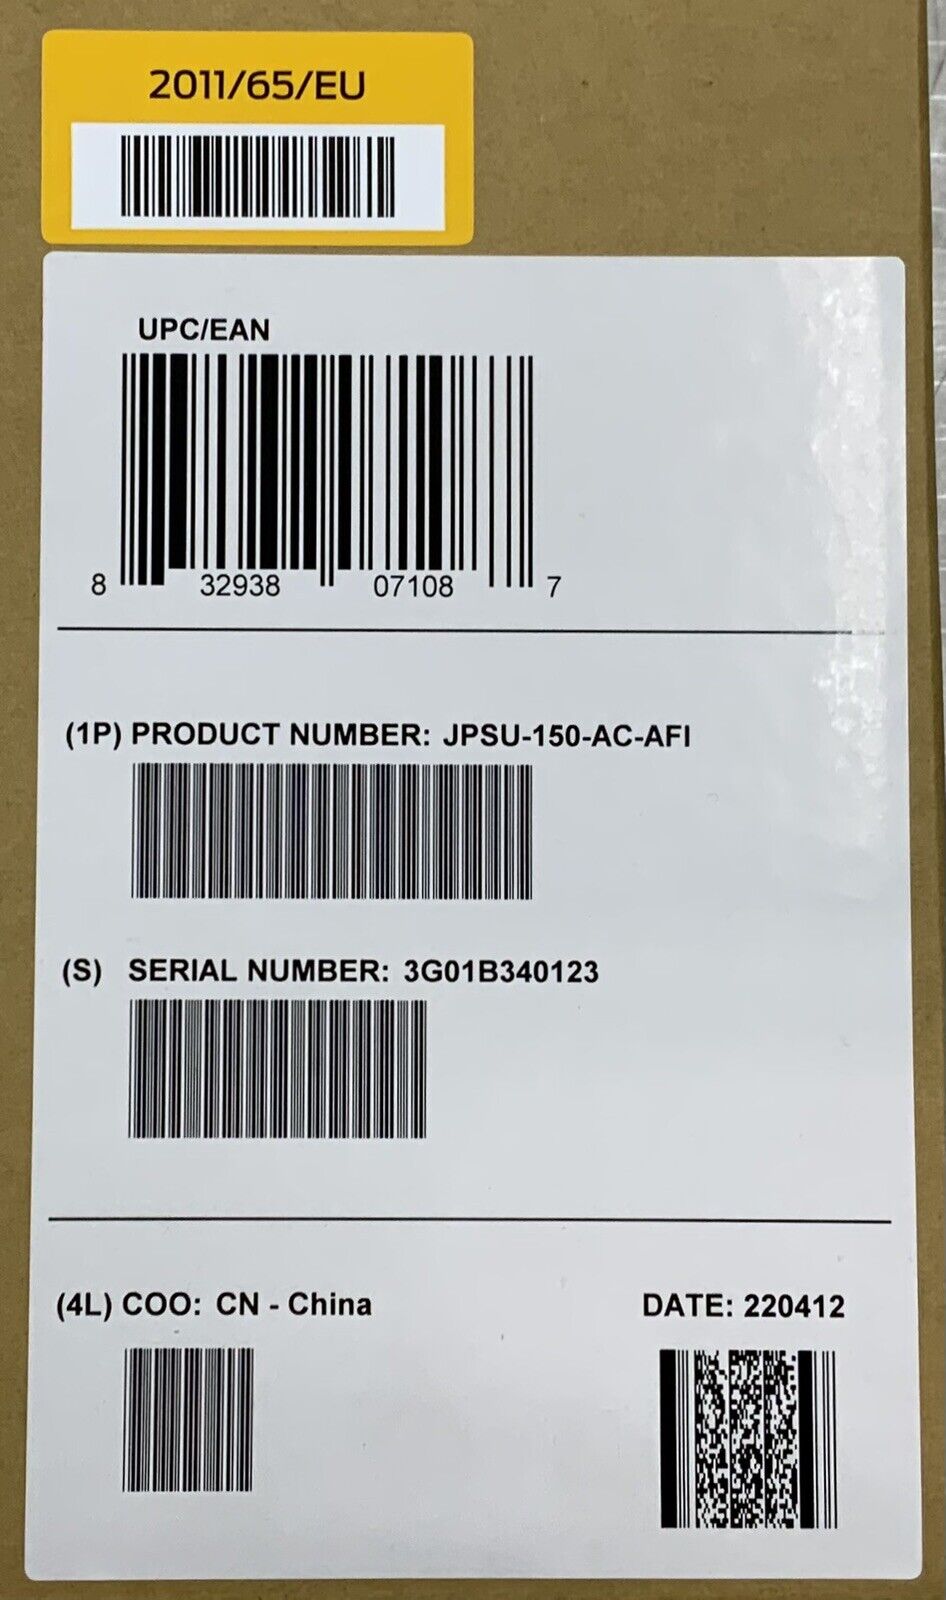 2011/65/EU
UPC/EAN
8 32938 07108 7
(1P) PRODUCT NUMBER: JPSU-150-AC-AFI
(S) SERIAL NUMBER: 3G01B340123
(4L) COO: CN - China
DATE: 220412